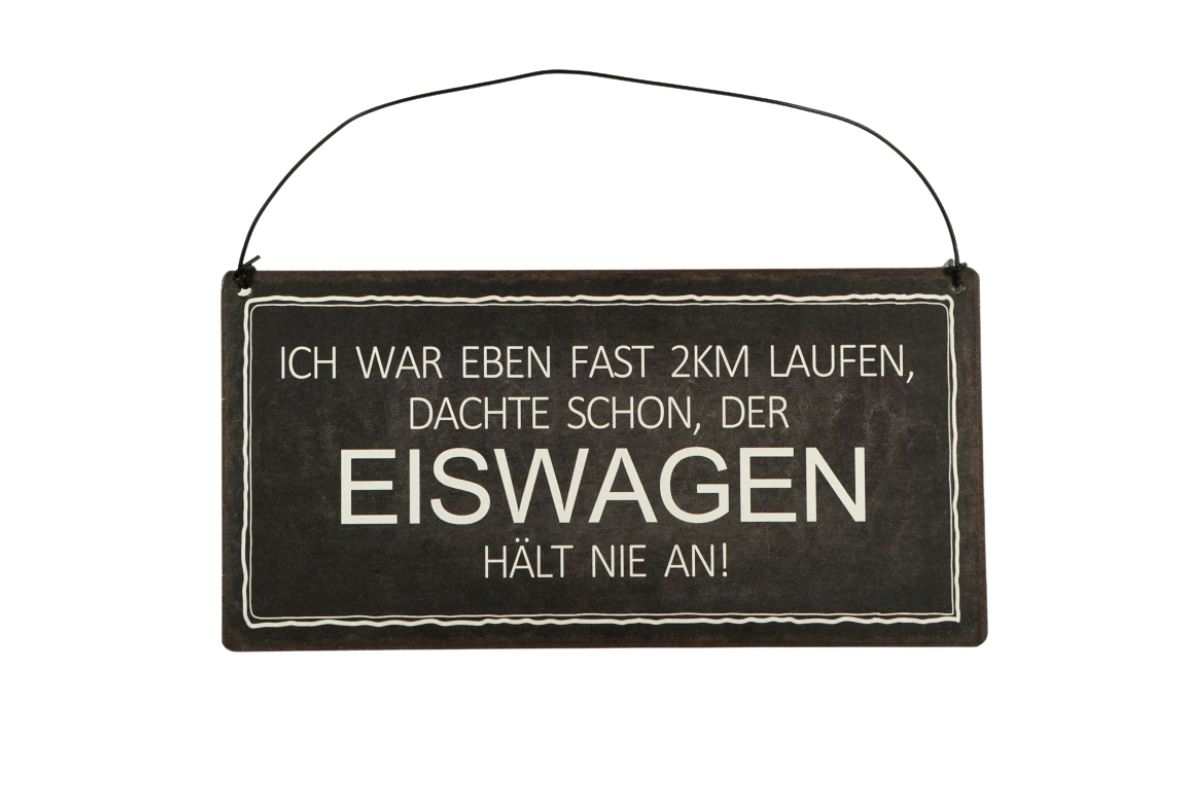 ICH WAR EBEN FAST 2KM LAUFEN,
DACHTE SCHON, DER
EISWAGEN
HÄLT NIE AN!